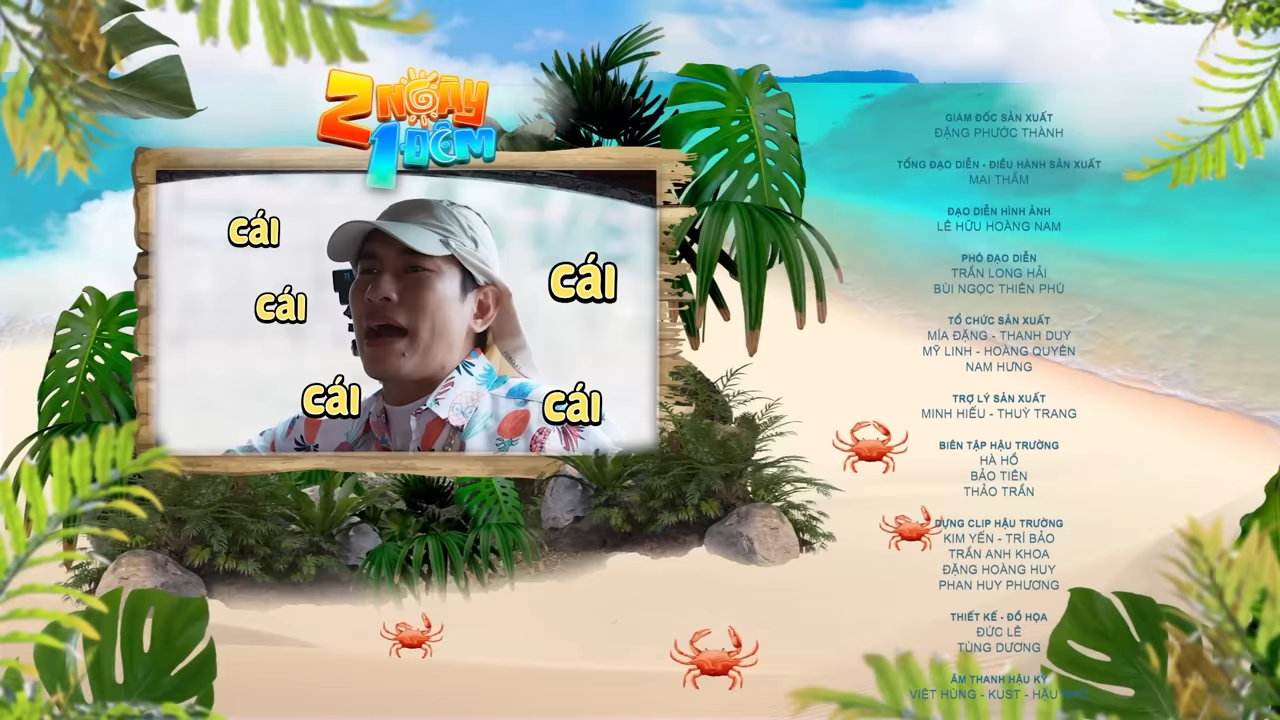 2 NGÀY
1 ĐÊM
CÁI
CÁI
CÁI
CÁI
CÁI
GIÁM ĐỐC SẢN XUẤT
ĐẶNG PHƯỚC THÀNH
TỔNG ĐẠO DIỄN - ĐIỀU HÀNH SẢN XUẤT
MAI THẮM
ĐẠO DIỄN HÌNH ẢNH
LÊ HỮU HOÀNG NAM
PHÓ ĐẠO DIỄN
TRẦN LONG HẢI
BÙI NGỌC THIÊN PHÚ
TỔ CHỨC SẢN XUẤT
MÍA ĐẶNG - THANH DUY
MỸ LINH - HOÀNG QUYÊN
NAM HƯNG
TRỢ LÝ SẢN XUẤT
MINH HIẾU - THUỲ TRANG
BIÊN TẬP HẬU TRƯỜNG
HÀ HỒ
BẢO TIÊN
THẢO TRẦN
DỰNG CLIP HẬU TRƯỜNG
KIM YẾN - TRÍ BẢO
TRẦN ANH KHOA
ĐẶNG HOÀNG HUY
PHAN HUY PHƯƠNG
THIẾT KẾ - ĐỒ HỌA
ĐỨC LÊ
TÙNG DƯƠNG
ÂM THANH HẬU KỲ
VIỆT HÙNG - KUST - HẬU